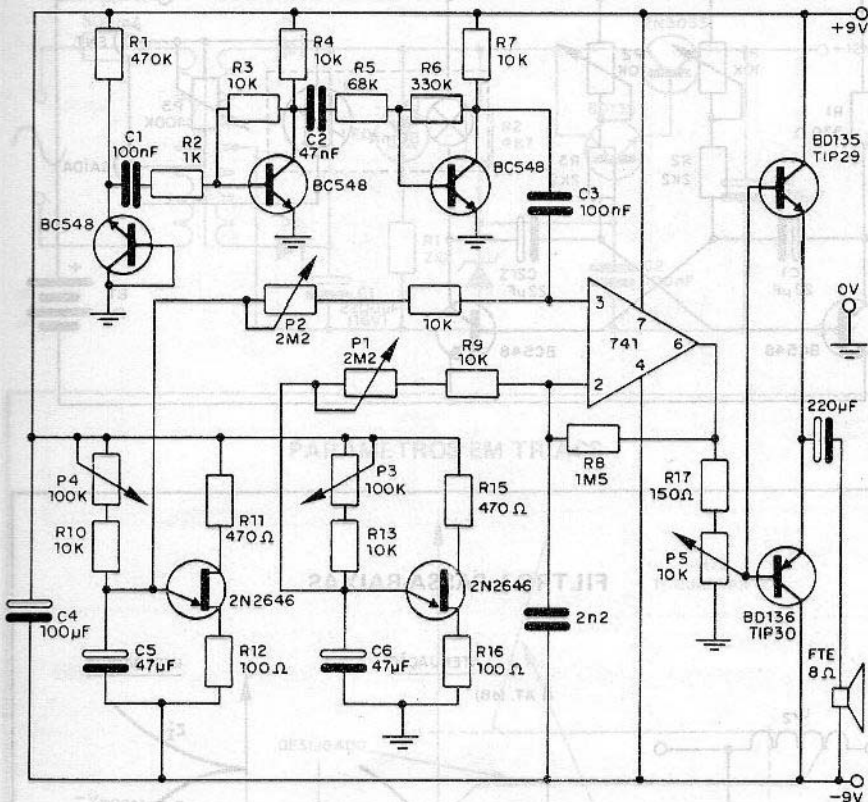 +9V
R1
470K
R3
10K
R4
10K
R5
68K
R6
330K
R7
10K
C1
100nF
R2
1K
C2
47nF
BC548
BC548
BC548
C3
100nF
BD135
TIP29
0V
P2
2M2
10K
3
7
741
6
4
2
P1
2M2
R9
10K
220µF
R8
1M5
R17
150Ω
P4
100K
R11
470Ω
P3
100K
R15
470Ω
R10
10K
R13
10K
P5
10K
2N2646
2N2646
BD136
TIP30
C4
100µF
C5
47µF
R12
100Ω
C6
47µF
R16
100Ω
2n2
FTE
8Ω
-9V
PARAMETROS EM TRIACS